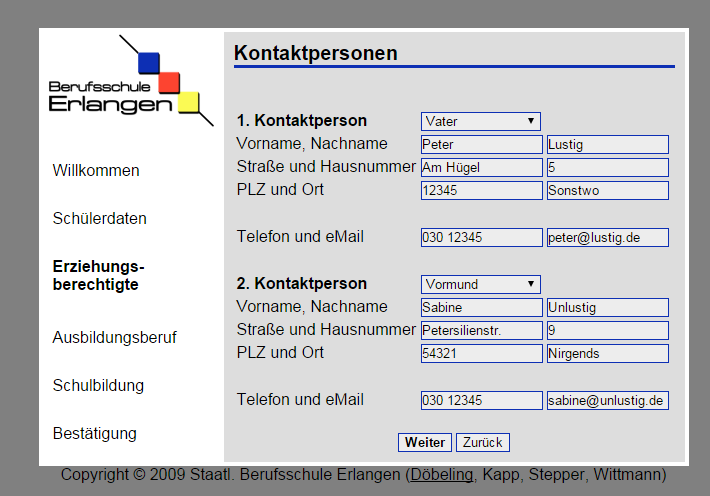 Berufsschule
Erlangen
Willkommen
Schülerdaten
Erziehungs-
berechtigte
Ausbildungsberuf
Schulbildung
Bestätigung
Kontaktpersonen
1. Kontaktperson Vater
Vorname, Nachname Peter Lustig
Straße und Hausnummer Am Hügel 5
PLZ und Ort 12345 Sonstwo
Telefon und eMail 030 12345 peter@lustig.de
2. Kontaktperson Vormund
Vorname, Nachname Sabine Unlustig
Straße und Hausnummer Petersilienstr. 9
PLZ und Ort 54321 Nirgends
Telefon und eMail 030 12345 sabine@unlustig.de
Weiter Zurück
Copyright © 2009 Staatl. Berufsschule Erlangen (Döbeling, Kapp, Stepper, Wittmann)